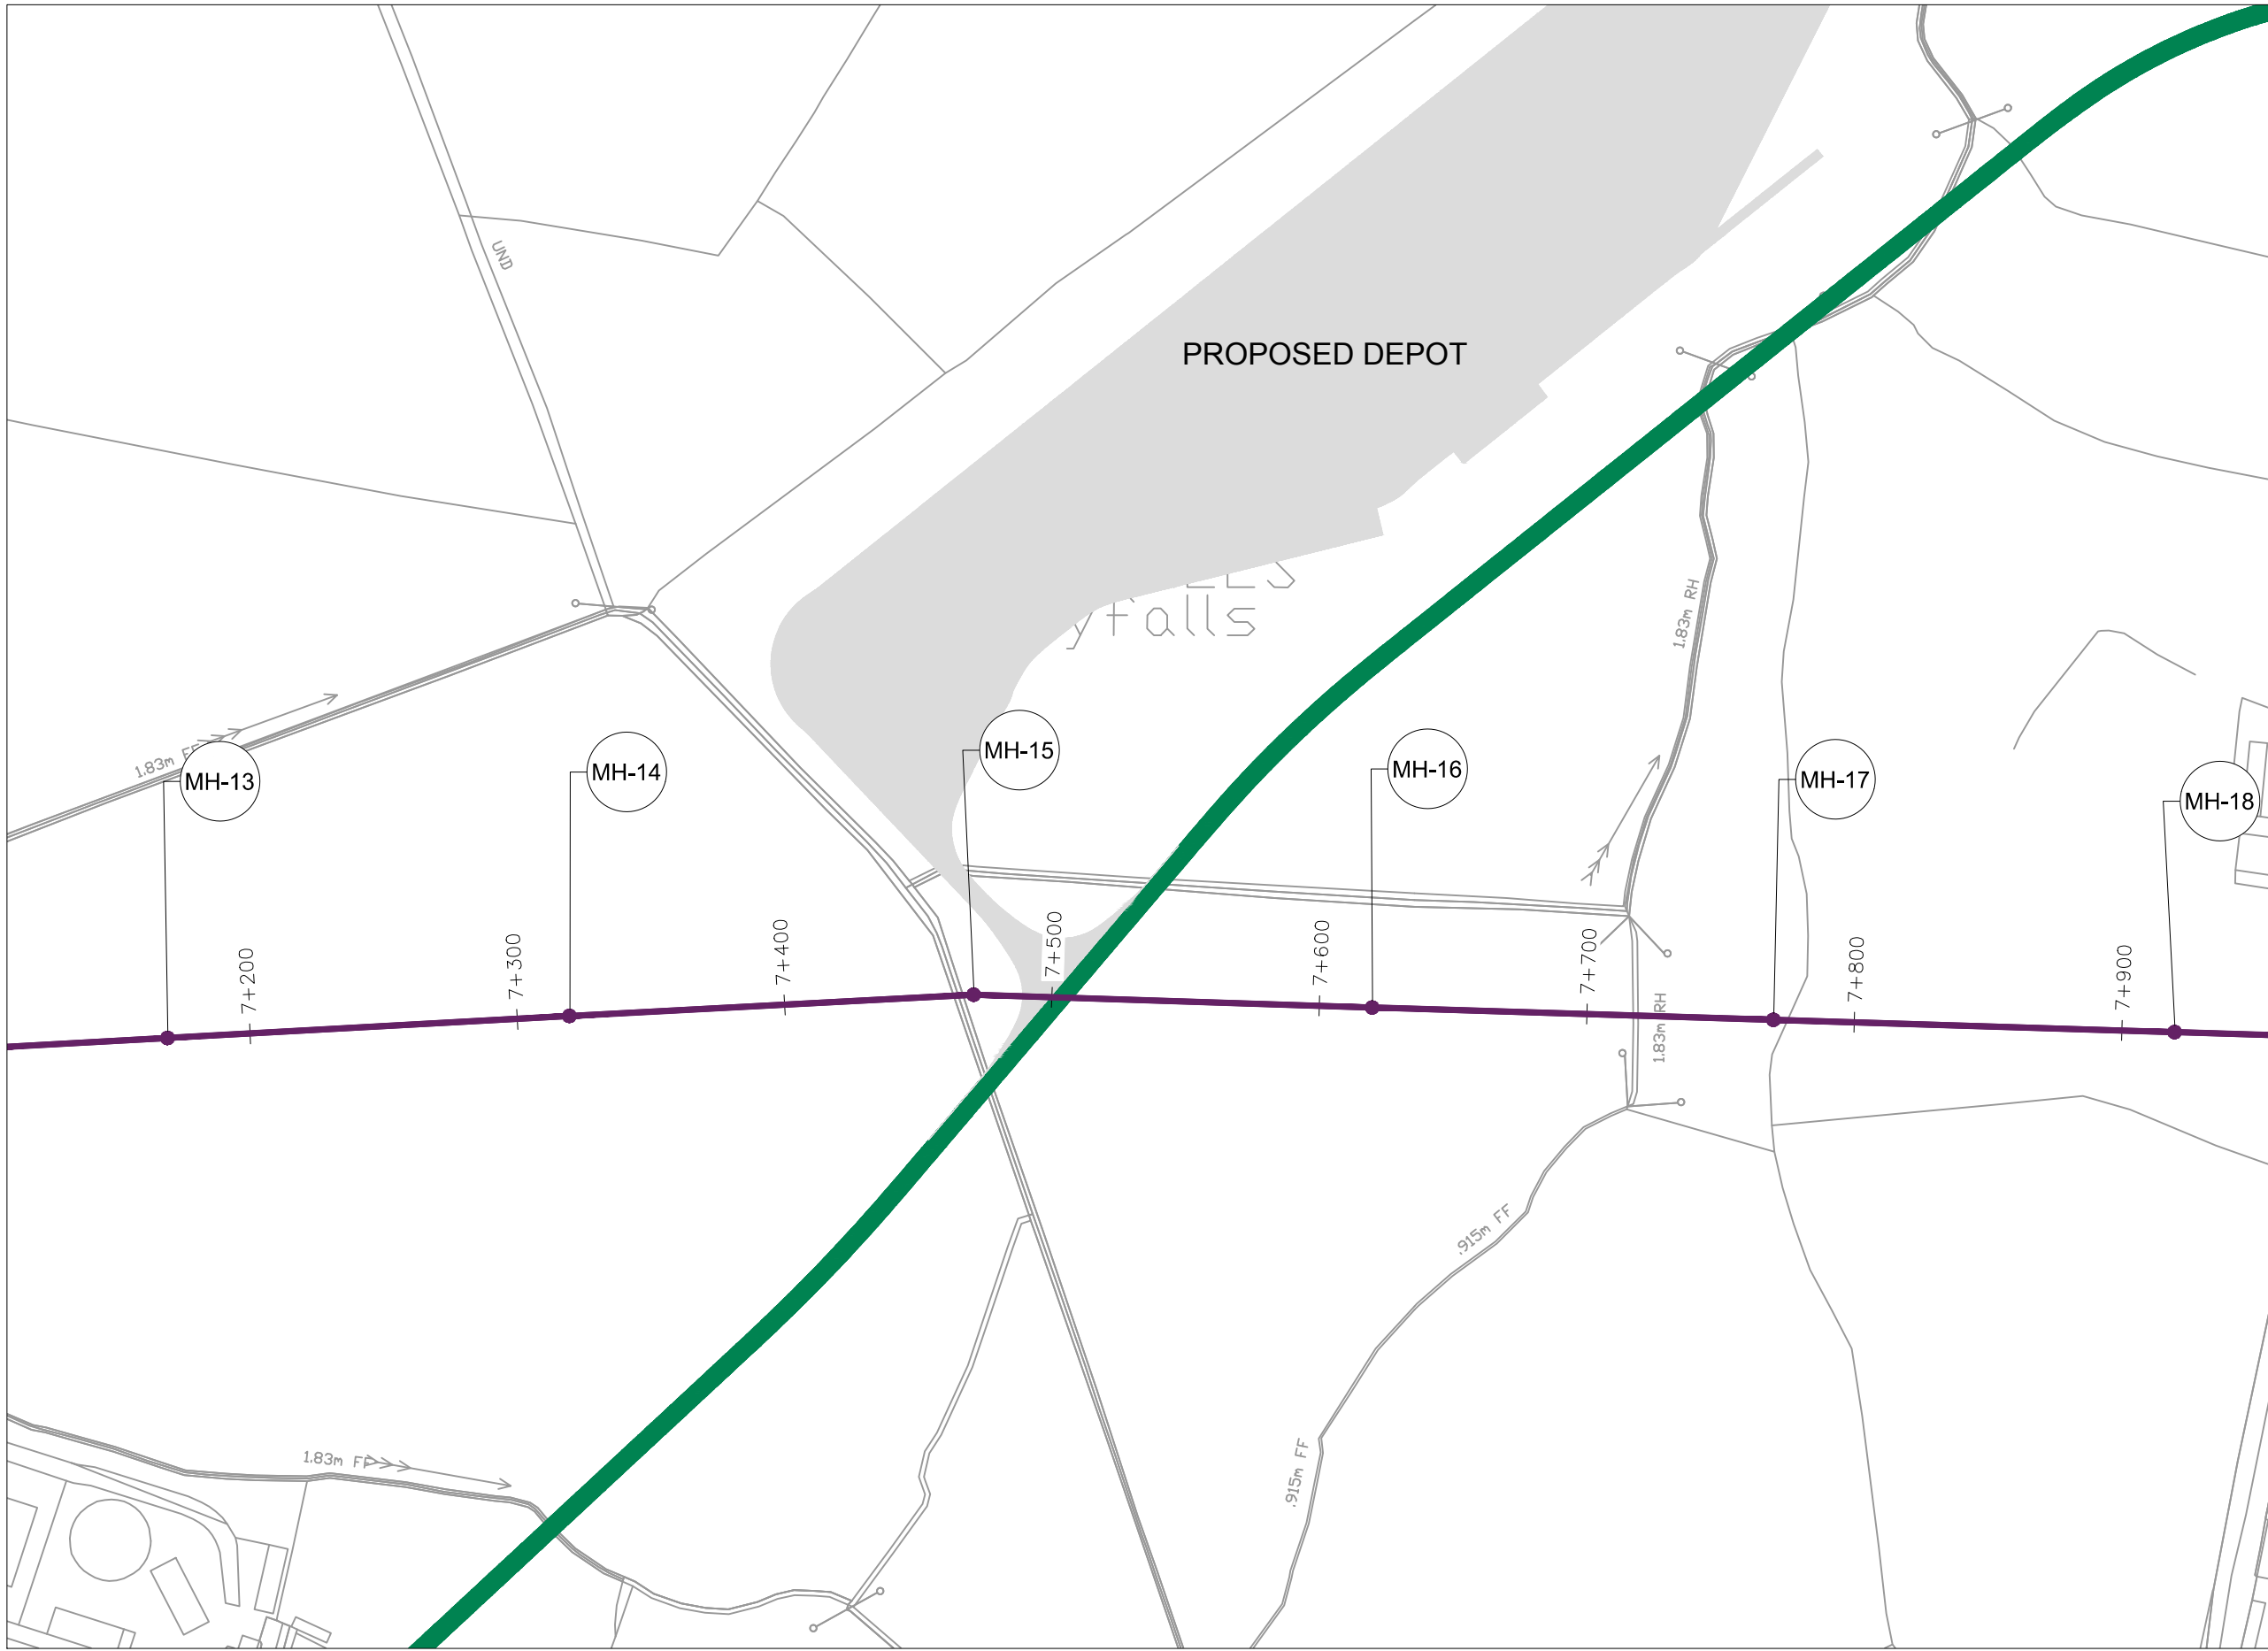 UND
PROPOSED DEPOT
yfalls
1.83m RH
1.83m FF
MH-13
MH-14
MH-15
MH-16
MH-17
MH-18
7+200
7+300
7+400
7+500
7+600
7+700
7+800
7+900
1.83m RH
.915m FF
.915m FF
1.83m FF